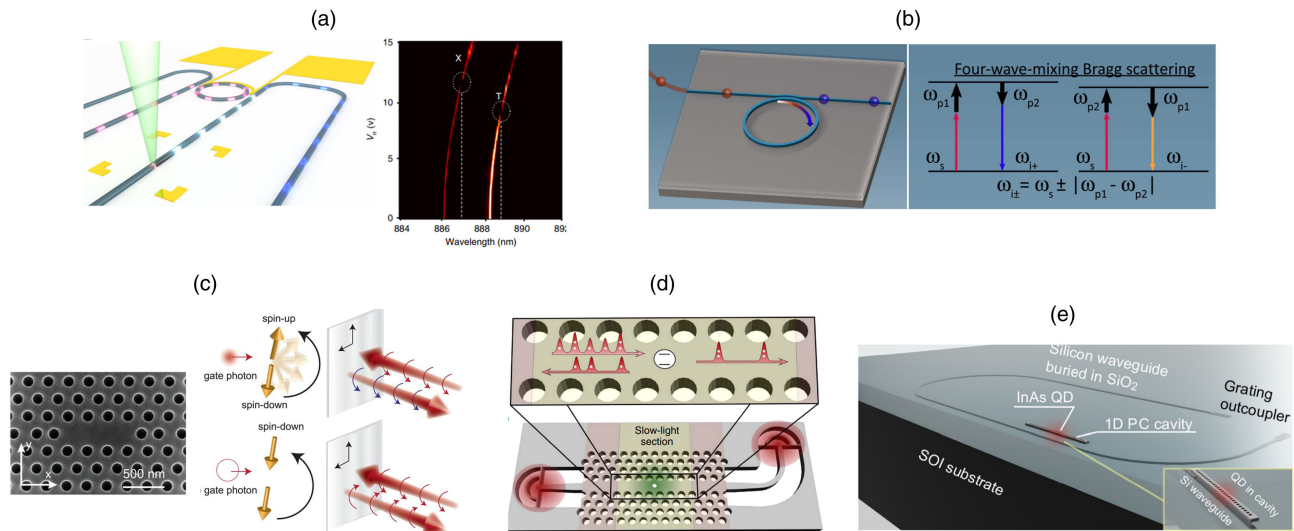 (a)
15
10
5
0
V_π (v)
X
T
884
886
888
890
892
Wavelength (nm)
(b)
Four-wave-mixing Bragg scattering
ω_p1
ω_p2
ω_p2
ω_p1
ω_s
ω_i+
ω_s
ω_i-
ω_i± = ω_s ± |ω_p1 - ω_p2|
(c)
y
x
500 nm
spin-up
gate photon
spin-down
spin-down
gate photon
(d)
Slow-light
section
(e)
Silicon waveguide
buried in SiO₂
Grating
outcoupler
InAs QD
1D PC cavity
SOI substrate
QD in cavity
Si waveguide